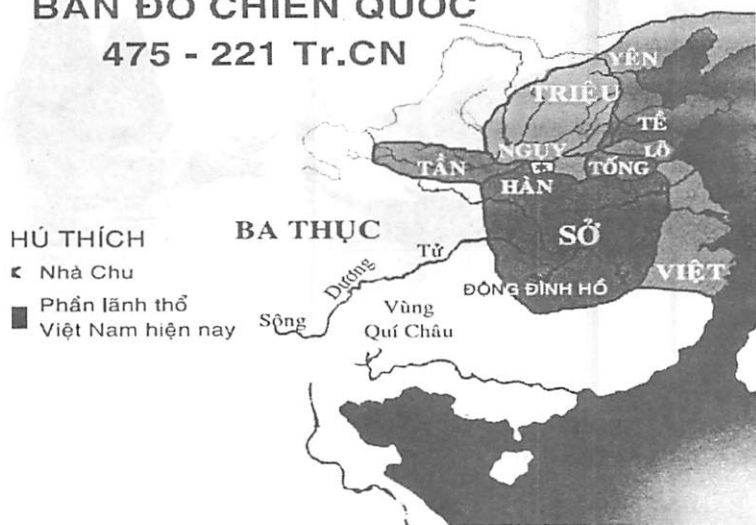 BẢN ĐỒ CHIẾN QUỐC
475 - 221 Tr.CN
YÊN
TRIỆU
TỀ
LỖ
NGỤY
TỐNG
TẦN
HÀN
BA THỤC
SỞ
Tử
Dương
Sông
VIỆT
ĐỘNG ĐÌNH HỒ
Vùng
Quí Châu
HÚ THÍCH
Nhà Chu
Phần lãnh thổ
Việt Nam hiện nay